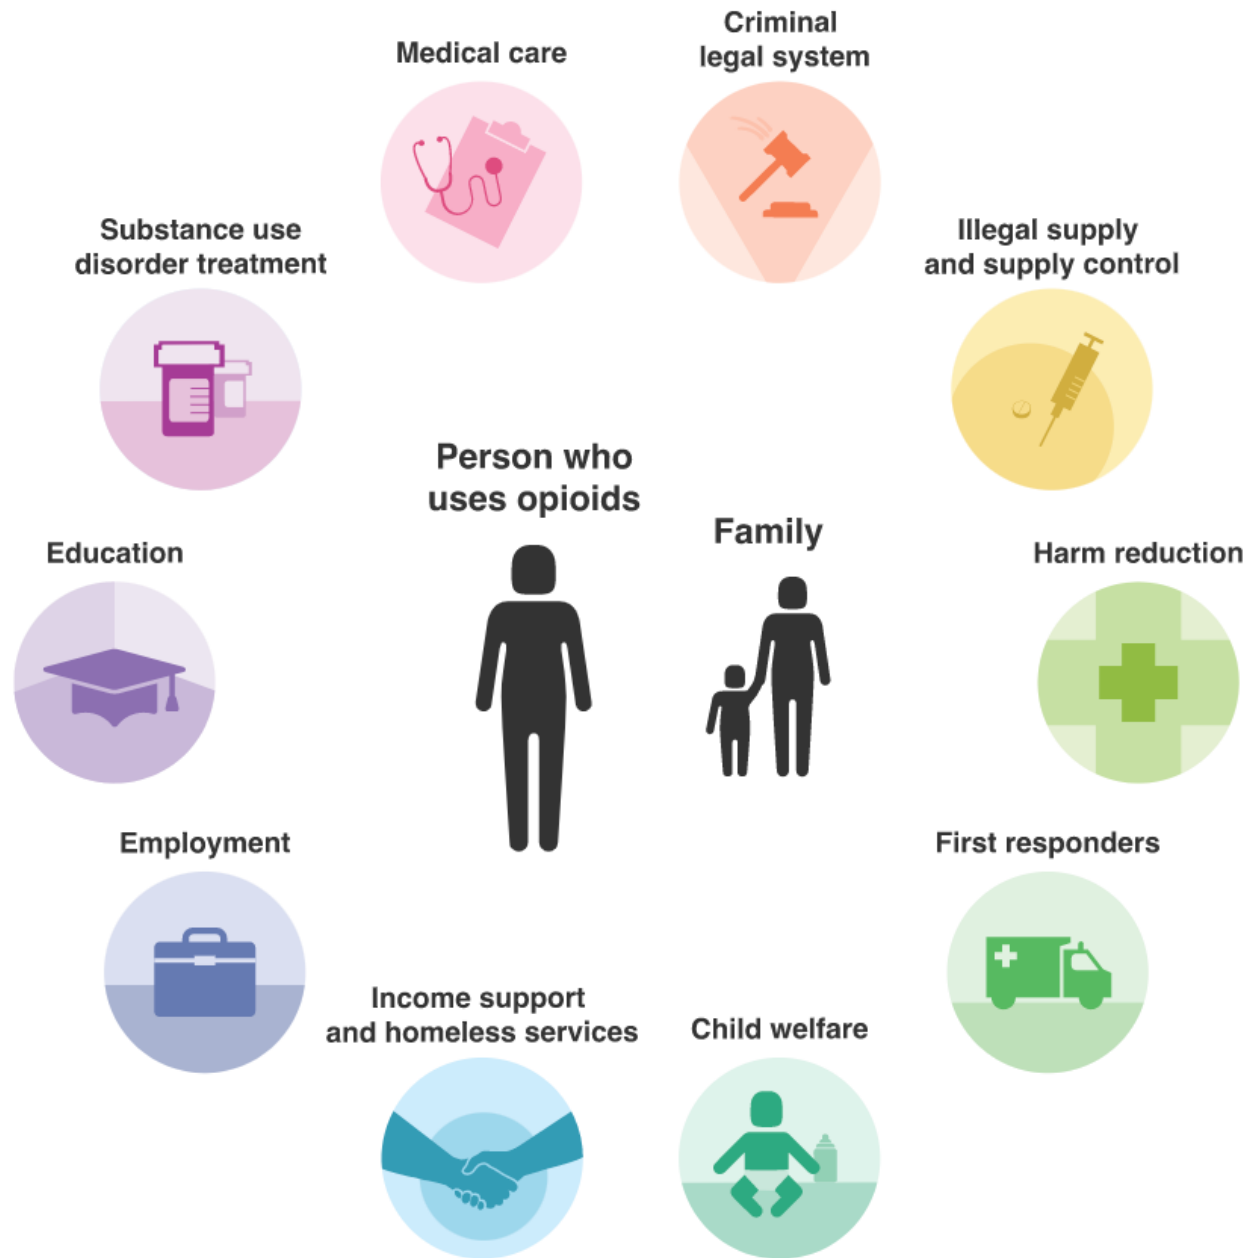 Criminal
legal system
Medical care
Substance use
disorder treatment
Illegal supply
and supply control
Person who
uses opioids
Family
Education
Harm reduction
Employment
First responders
Income support
and homeless services
Child welfare